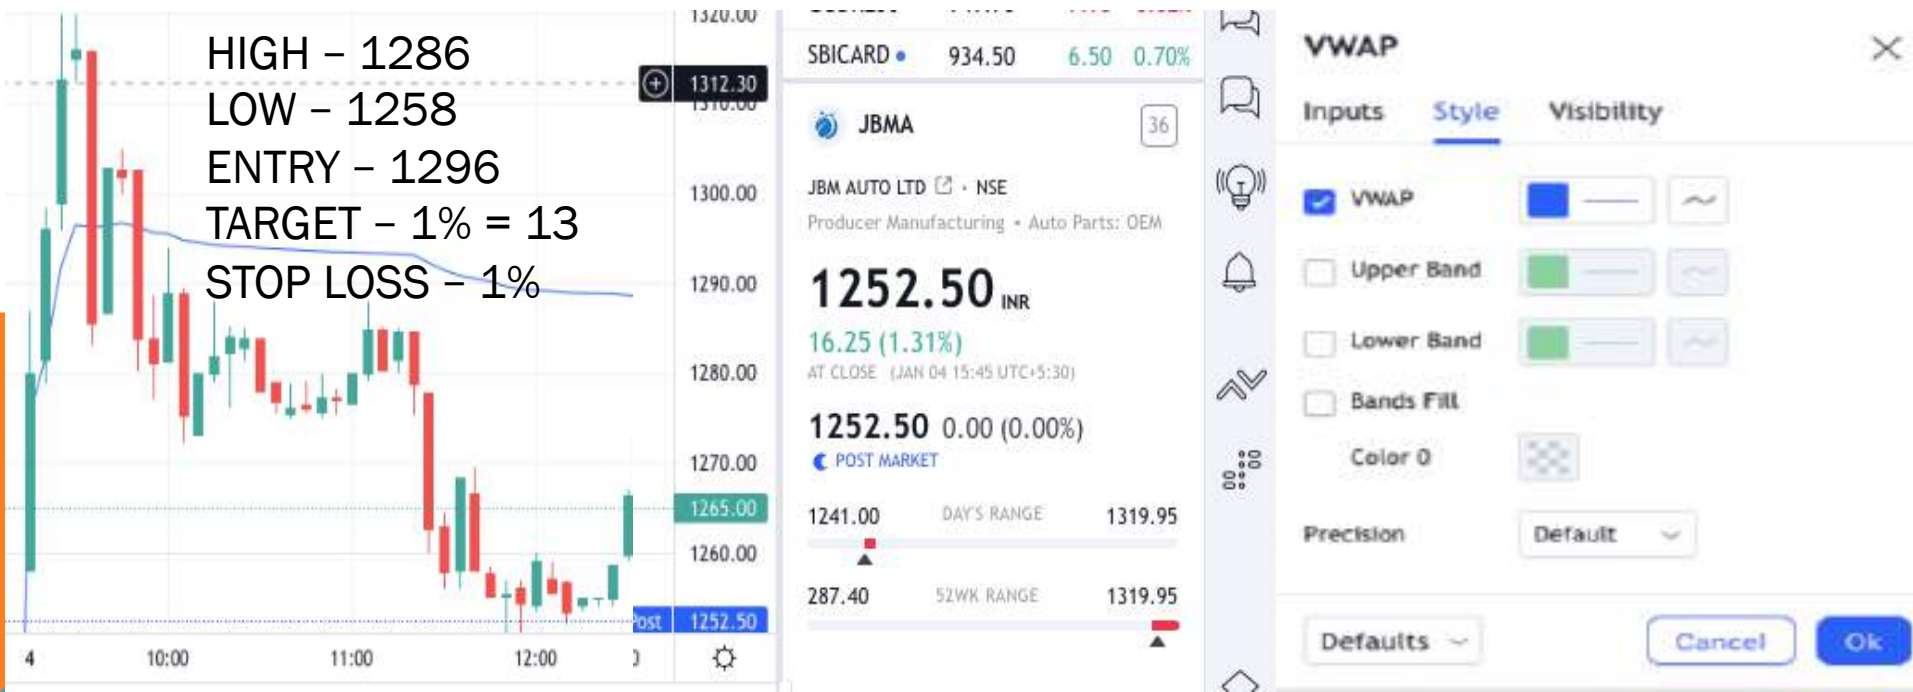 1320.00
HIGH – 1286
LOW – 1258
ENTRY – 1296
TARGET – 1% = 13
STOP LOSS – 1%
1312.30
1310.00
1300.00
1290.00
1280.00
1270.00
1265.00
1260.00
Post 1252.50
4 10:00 11:00 12:00
SBICARD 934.50 6.50 0.70%
JBMA 36
JBM AUTO LTD · NSE
Producer Manufacturing • Auto Parts: OEM
1252.50 INR
16.25 (1.31%)
AT CLOSE (JAN 04 15:45 UTC+5:30)
1252.50 0.00 (0.00%)
POST MARKET
1241.00 DAY'S RANGE 1319.95
287.40 52WK RANGE 1319.95
VWAP
Inputs Style Visibility
VWAP
Upper Band
Lower Band
Bands Fill
Color 0
Precision Default
Defaults Cancel Ok